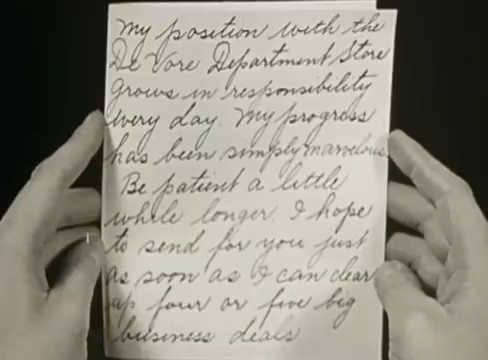 My position with the
De Vore Department Store
grows in responsibility
every day. My progress
has been simply marvelous.
Be patient a little
while longer. I hope
to send for you just
as soon as I can clear
up four or five big
business deals